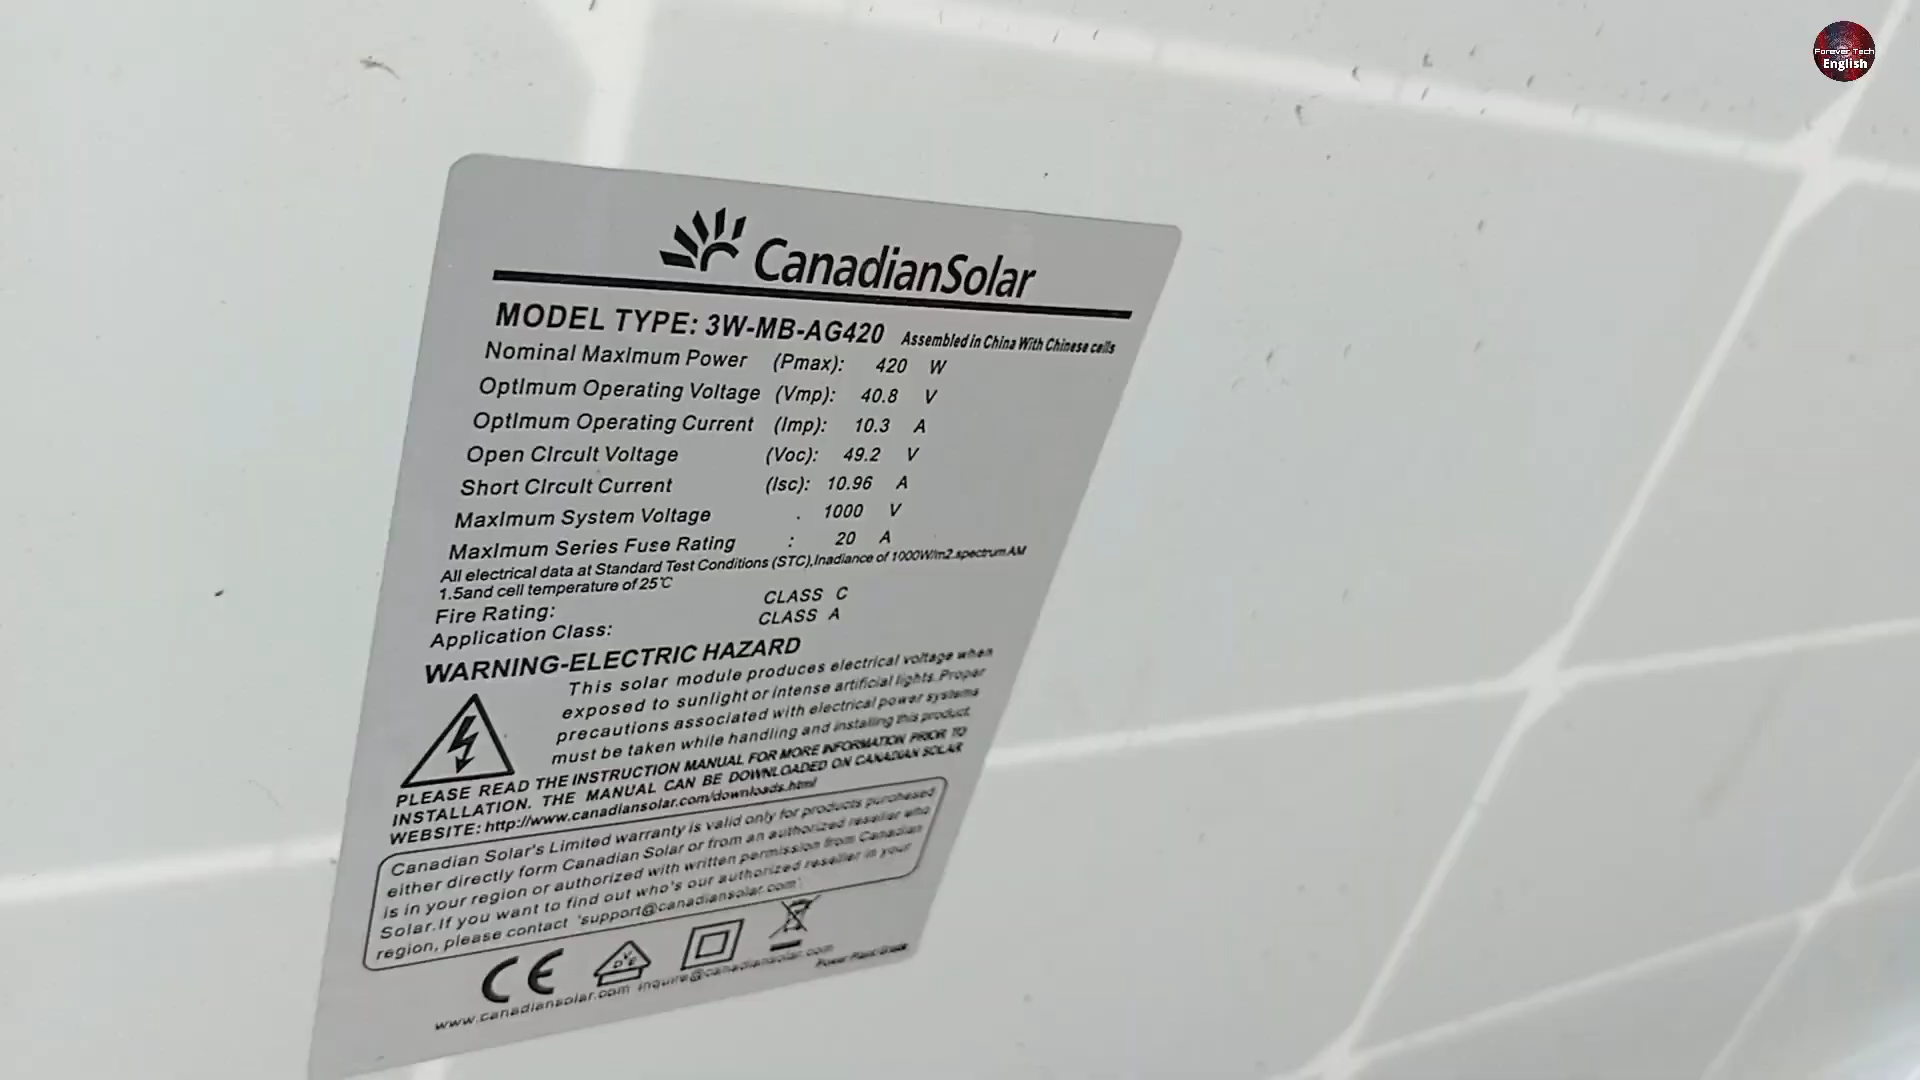 Forever Tech
English
CanadianSolar
MODEL TYPE: 3W-MB-AG420 Assembled in China With Chinese cells
Nominal MaxImum Power (Pmax): 420 W
OptImum Operating Voltage (Vmp): 40.8 V
OptImum Operating Current (Imp): 10.3 A
Open CIrcuIt Voltage (Voc): 49.2 V
Short CIrcuIt Current (Isc): 10.96 A
MaxImum System Voltage . 1000 V
MaxImum Series Fuse Rating : 20 A
All electrical data at Standard Test Conditions (STC),Inadiance of 1000W/m2.spectrum AM
1.5and cell temperature of 25℃
Fire Rating: CLASS C
Application Class: CLASS A
WARNING-ELECTRIC HAZARD
This solar module produces electrical voltage when
exposed to sunlight or intense artificial lights.Proper
precautions associated with electrical power systems
must be taken while handling and installing this product.
PLEASE READ THE INSTRUCTION MANUAL FOR MORE INFORMATION PRIOR TO
INSTALLATION. THE MANUAL CAN BE DOWNLOADED ON CANADIAN SOLAR
WEBSITE: http://www.canadiansolar.com/downloads.html
Canadian Solar's Limited warranty is valid only for products purchased
either directly form Canadian Solar or from an authorized reseller who
is in your region or authorized with written permission from Canadian
Solar.If you want to find out who's our authorized reseller in your
region, please contact 'support@canadiansolar.com'.
CE
VDE
www.canadiansolar.com inquire@canadiansolar.com